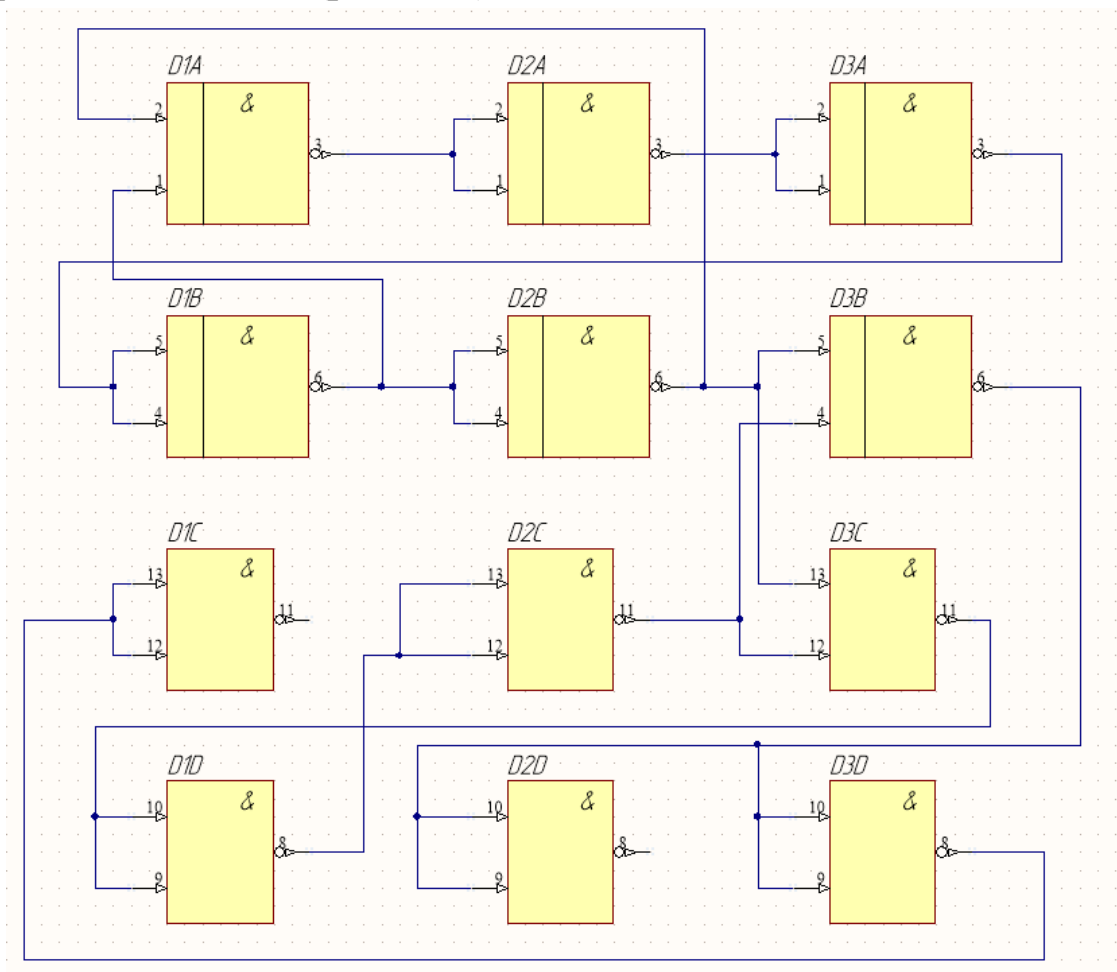 D1A D2A D3A
& & &
2 2 2
3 3 3
1 1 1
D1B D2B D3B
& & &
5 5 5
6 6 6
4 4 4
D1C D2C D3C
& & &
13 13 13
11 11 11
12 12 12
D1D D2D D3D
& & &
10 10 10
8 8 8
9 9 9